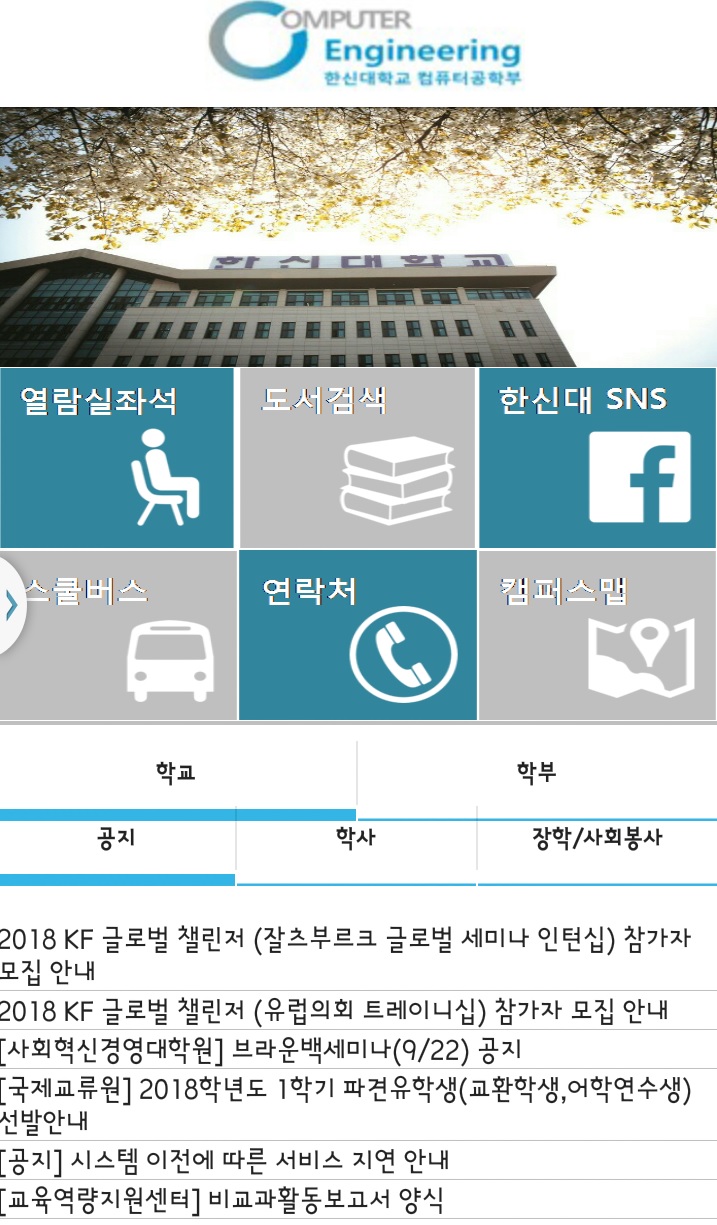 COMPUTER
Engineering
한신대학교 컴퓨터공학부
한신대학교
열람실좌석
도서검색
한신대 SNS
스쿨버스
연락처
캠퍼스맵
학교
학부
공지
학사
장학/사회봉사
2018 KF 글로벌 챌린저 (잘츠부르크 글로벌 세미나 인턴십) 참가자
모집 안내
2018 KF 글로벌 챌린저 (유럽의회 트레이니십) 참가자 모집 안내
[사회혁신경영대학원] 브라운백세미나(9/22) 공지
[국제교류원] 2018학년도 1학기 파견유학생(교환학생,어학연수생)
선발안내
[공지] 시스템 이전에 따른 서비스 지연 안내
[교육역량지원센터] 비교과활동보고서 양식